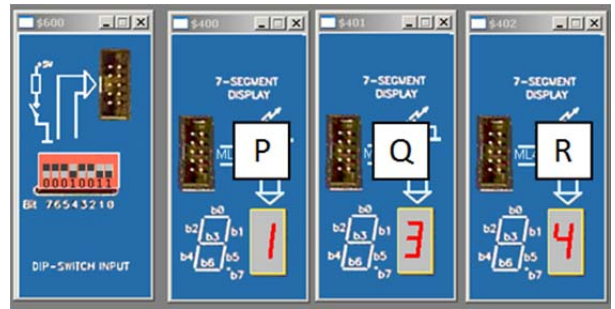 $600
$400
$401
$402
+5V
00010011
Bit 76543210
DIP-SWITCH INPUT
7-SEGMENT
DISPLAY
P
b0
b2 b3 b1
b4 b6 b5
b7
1
7-SEGMENT
DISPLAY
Q
b0
b2 b3 b1
b4 b6 b5
b7
3
7-SEGMENT
DISPLAY
R
b0
b2 b3 b1
b4 b6 b5
b7
4